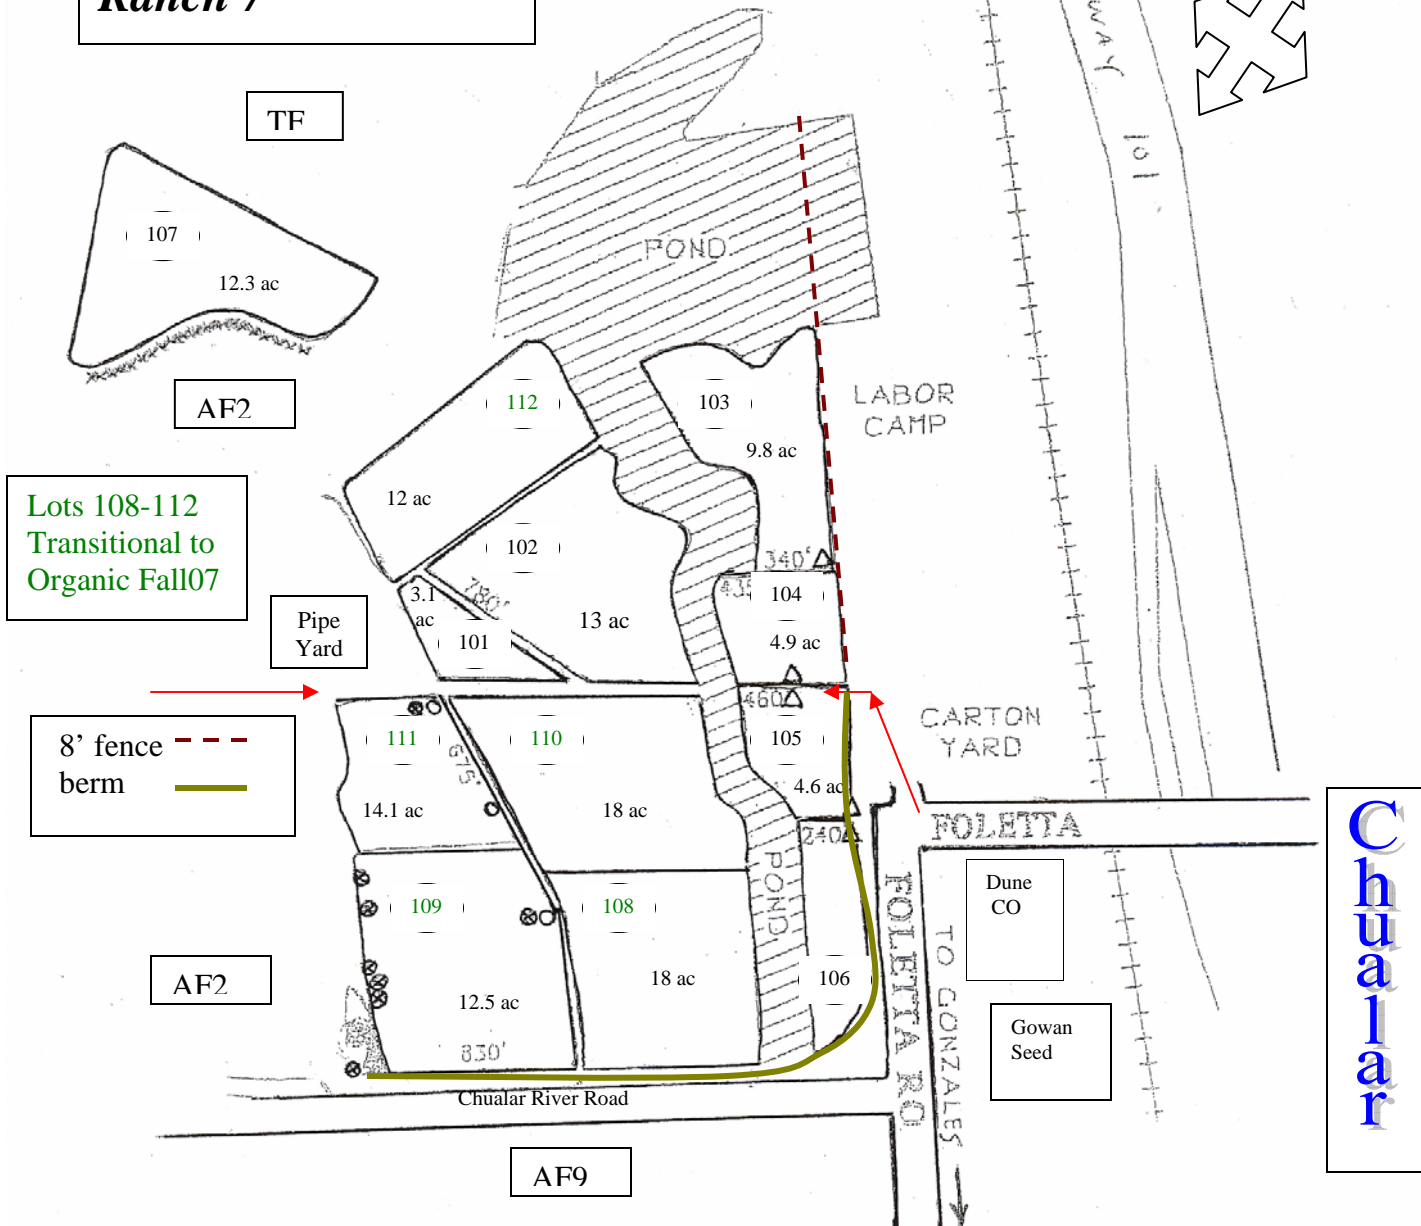 Ranch 7
TF
107
12.3 ac
AF2
WAY 101
POND
112
12 ac
103
9.8 ac
LABOR
CAMP
Lots 108-112
Transitional to
Organic Fall07
102
13 ac
780'
3.1
ac
101
340'
435
104
4.9 ac
Pipe
Yard
460
105
4.6 ac
CARTON
YARD
8' fence
berm
111
14.1 ac
675'
110
18 ac
240
FOLETTA
Chualar
POND
109
12.5 ac
830'
108
18 ac
106
FOLETTA RO
TO GONZALES
Dune
CO
Gowan
Seed
AF2
Chualar River Road
AF9